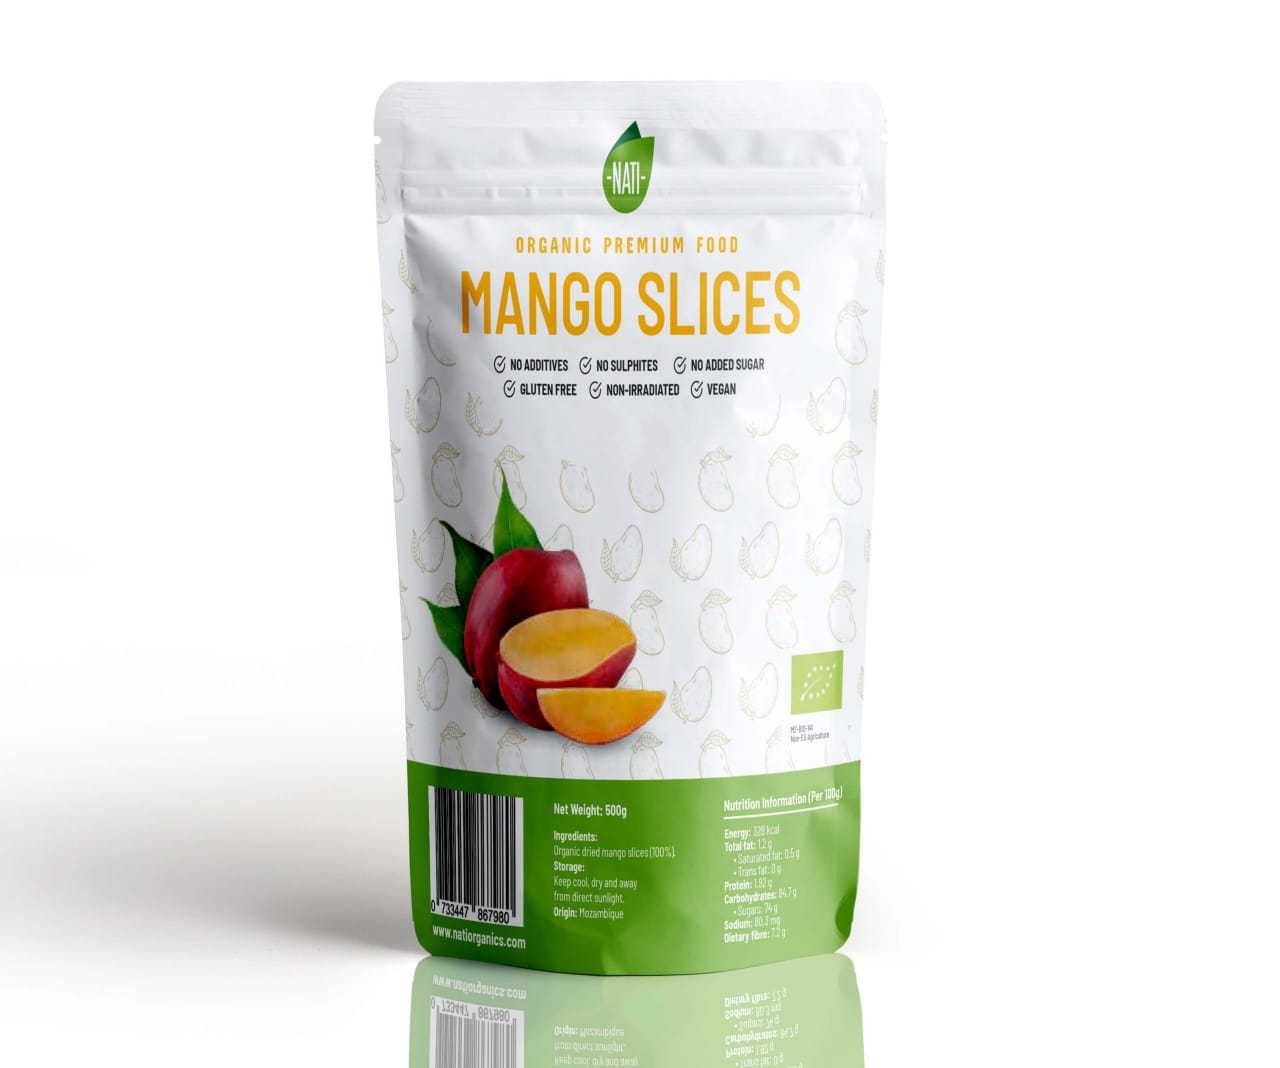 -NATI-
ORGANIC PREMIUM FOOD
MANGO SLICES
NO ADDITIVES NO SULPHITES NO ADDED SUGAR
GLUTEN FREE NON-IRRADIATED VEGAN
MZ-BIO-141
Non-EU Agriculture
0 733447 867980
www.natiorganics.com
Net Weight: 500g
Ingredients:
Organic dried mango slices (100%).
Storage:
Keep cool, dry and away
from direct sunlight.
Origin: Mozambique
Nutrition Information (Per 100g)
Energy: 328 kcal
Total fat: 1.2 g
• Saturated fat: 0.5 g
• Trans fat: 0 g
Protein: 1.92 g
Carbohydrates: 84.7 g
• Sugars: 74 g
Sodium: 80.3 mg
Dietary fibre: 7.2 g